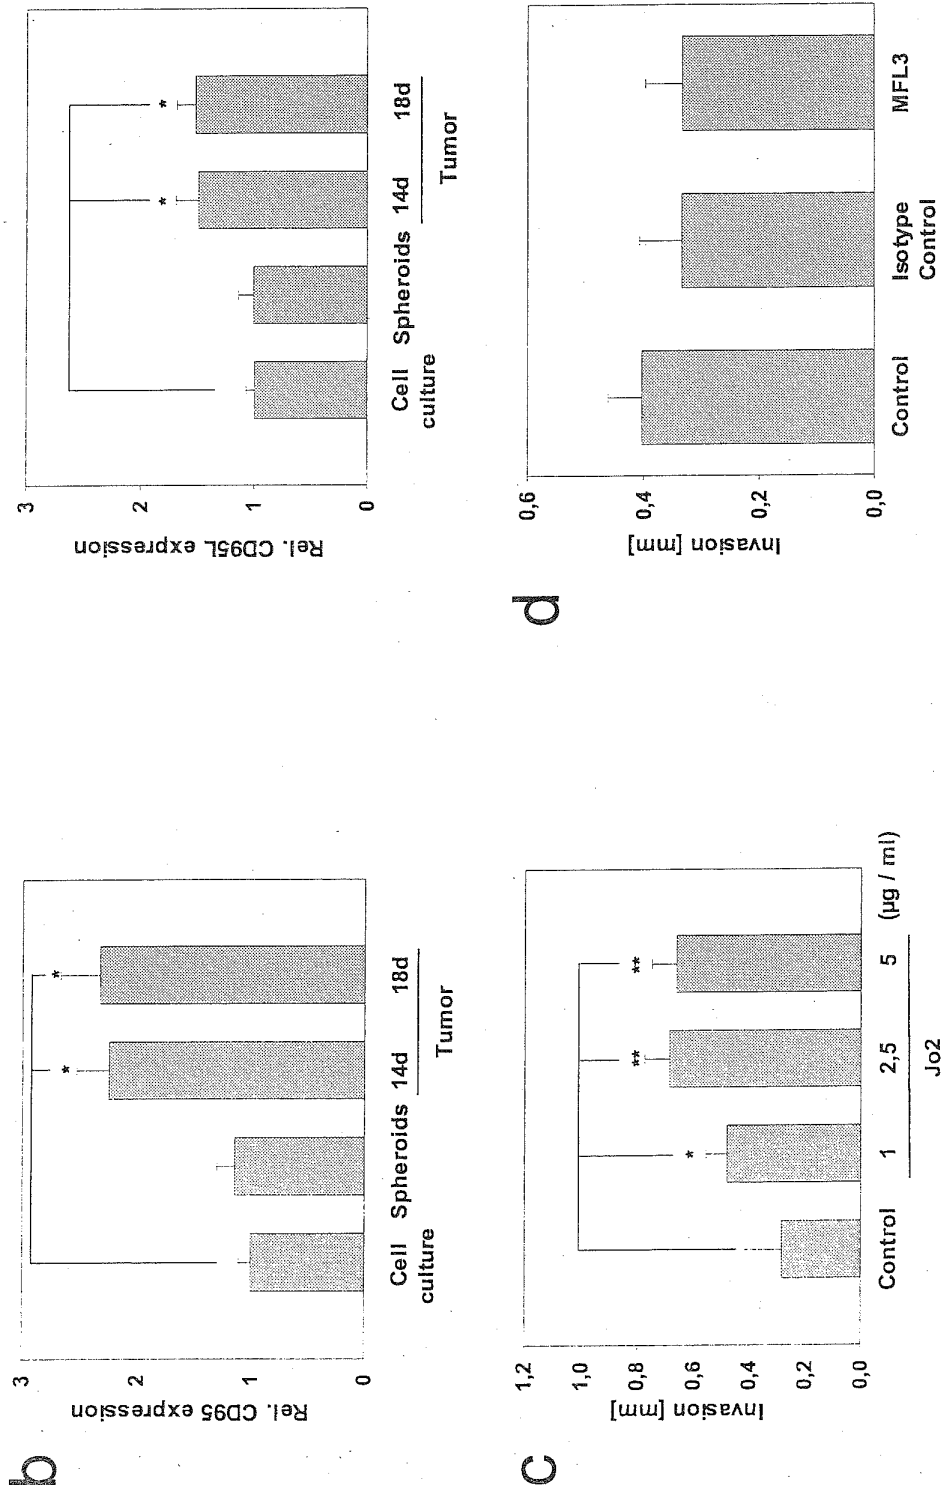 b
Rel. CD95 expression
3
2
1
0
Cell culture
Spheroids
14d
18d
Tumor
*
*
Rel. CD95L expression
3
2
1
0
Cell culture
Spheroids
14d
18d
Tumor
*
*
c
Invasion [mm]
1,2
1,0
0,8
0,6
0,4
0,2
0,0
Control
1
2,5
5
(µg / ml)
Jo2
*
**
**
d
Invasion [mm]
0,6
0,4
0,2
0,0
Control
Isotype Control
MFL3